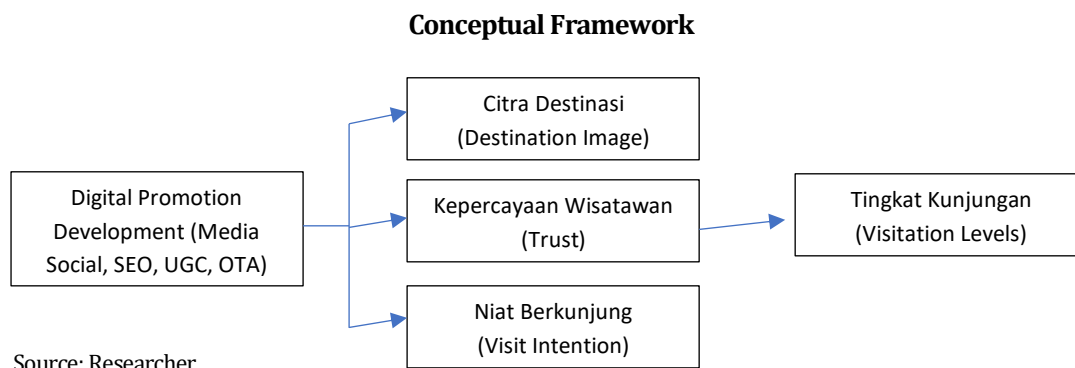 Conceptual Framework
Citra Destinasi
(Destination Image)
Digital Promotion
Development (Media
Social, SEO, UGC, OTA)
Kepercayaan Wisatawan
(Trust)
Tingkat Kunjungan
(Visitation Levels)
Niat Berkunjung
(Visit Intention)
Source: Researcher